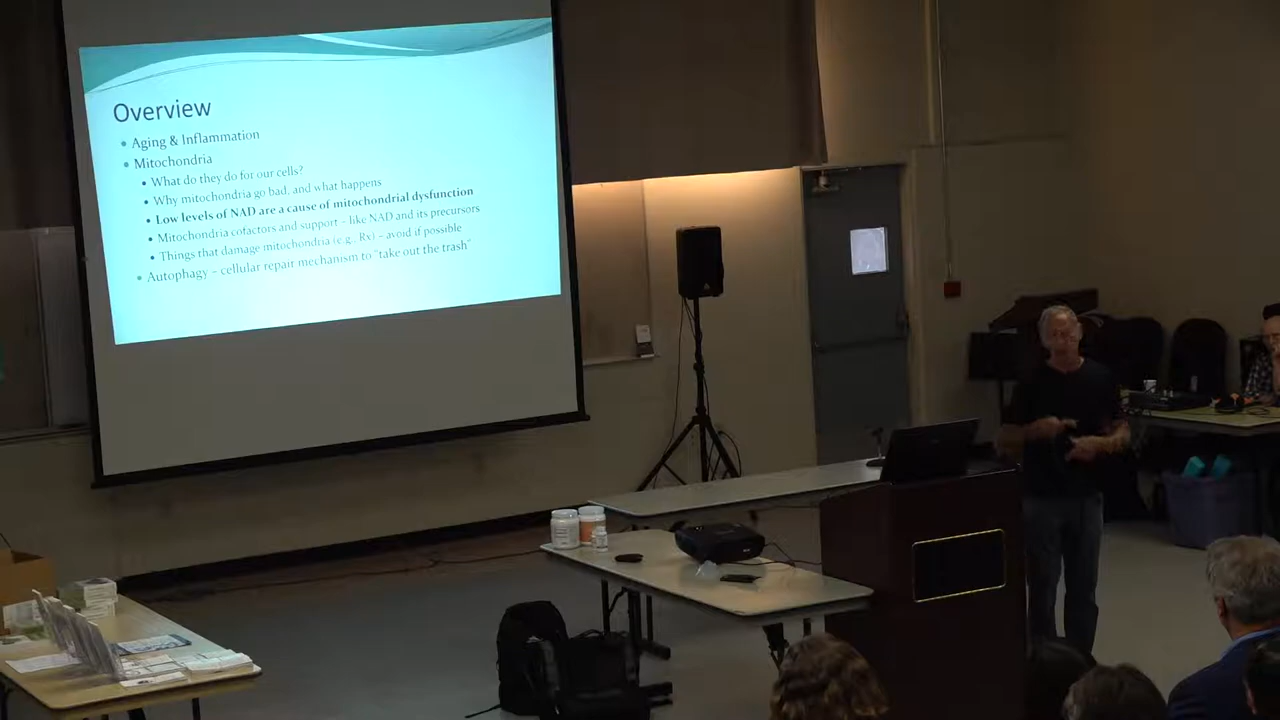 Overview
• Aging & Inflammation
• Mitochondria
• What do they do for our cells?
• Why mitochondria go bad, and what happens
• Low levels of NAD are a cause of mitochondrial dysfunction
• Mitochondria cofactors and support – like NAD and its precursors
• Things that damage mitochondria (e.g., Rx) – avoid if possible
• Autophagy – cellular repair mechanism to "take out the trash"